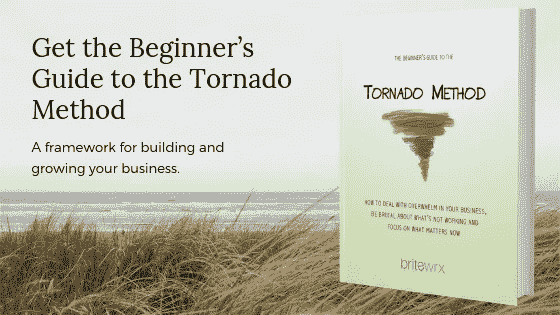 Get the Beginner’s
Guide to the Tornado
Method
A framework for building and
growing your business.
THE BEGINNER'S GUIDE TO THE
TORNADO METHOD
HOW TO DEAL WITH OVERWHELM IN YOUR BUSINESS,
BE BRUTAL ABOUT WHAT'S NOT WORKING AND
FOCUS ON WHAT MATTERS NOW
britewrx